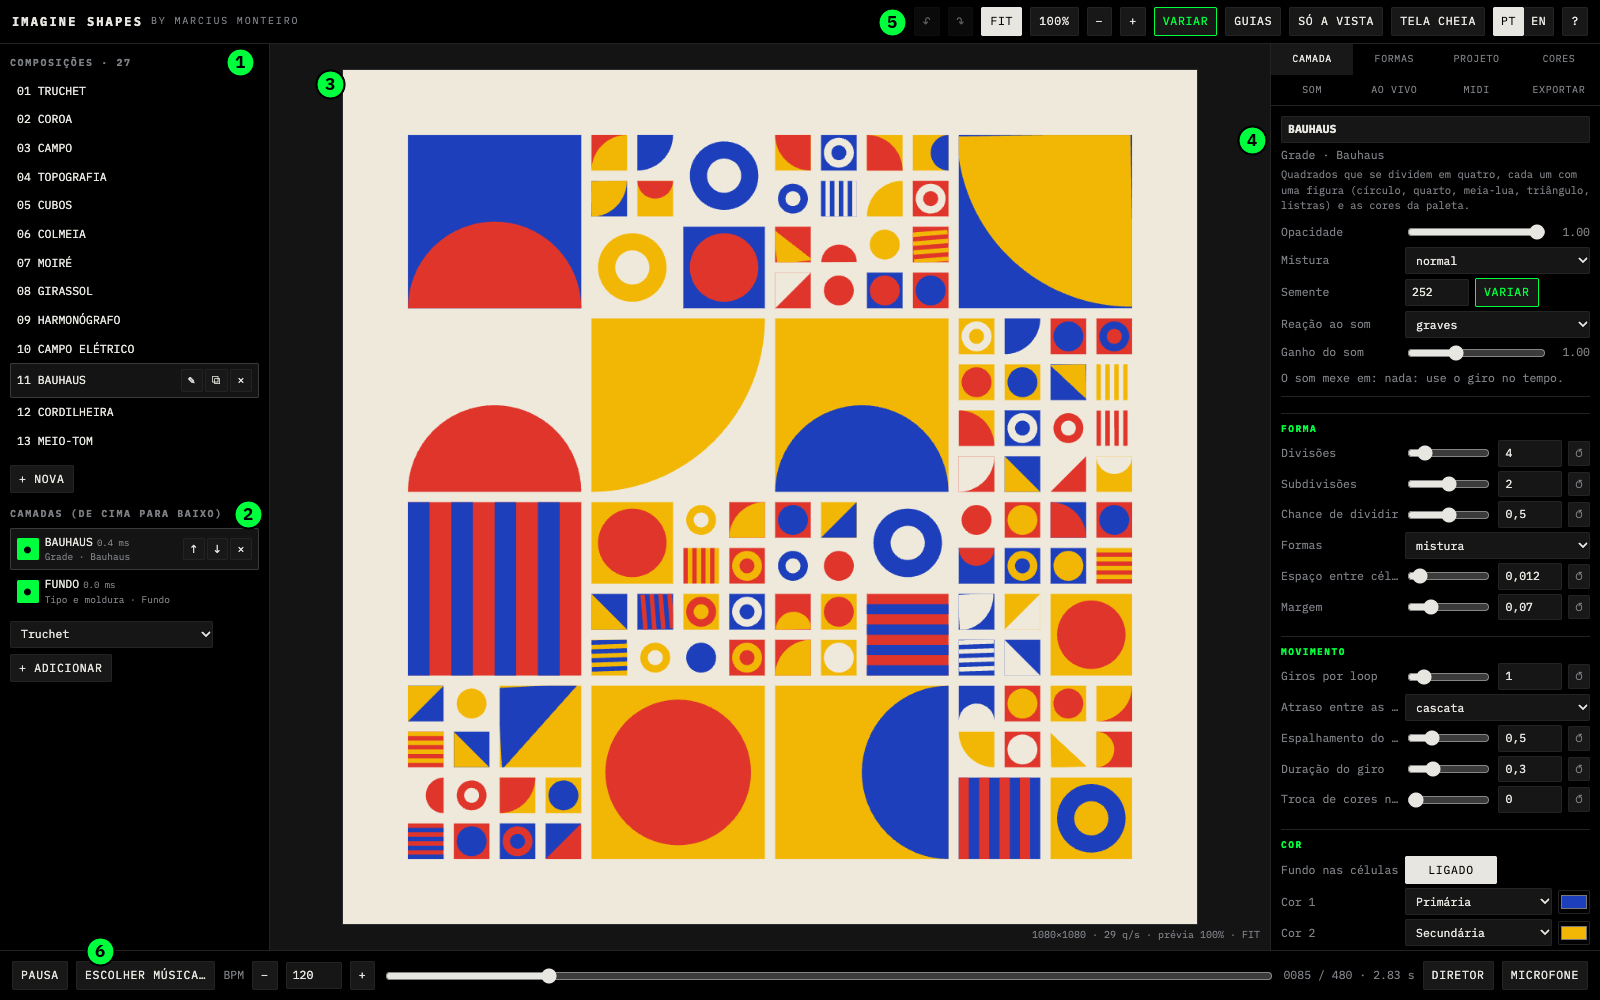 IMAGINE SHAPES BY MARCIUS MONTEIRO
5 FIT 100% − + VARIAR GUIAS SÓ A VISTA TELA CHEIA PT EN ?
COMPOSIÇÕES · 27
1
01 TRUCHET
02 COROA
03 CAMPO
04 TOPOGRAFIA
05 CUBOS
06 COLMEIA
07 MOIRÉ
08 GIRASSOL
09 HARMONÓGRAFO
10 CAMPO ELÉTRICO
11 BAUHAUS
12 CORDILHEIRA
13 MEIO-TOM
+ NOVA
CAMADAS (DE CIMA PARA BAIXO)
2
BAUHAUS 0.4 ms
Grade · Bauhaus
FUNDO 0.0 ms
Tipo e moldura · Fundo
Truchet
+ ADICIONAR
3
1080×1080 · 29 q/s · prévia 100% · FIT
4
CAMADA FORMAS PROJETO CORES
SOM AO VIVO MIDI EXPORTAR
BAUHAUS
Grade · Bauhaus
Quadrados que se dividem em quatro, cada um com
uma figura (círculo, quarto, meia-lua, triângulo,
listras) e as cores da paleta.
Opacidade 1.00
Mistura normal
Semente 252 VARIAR
Reação ao som graves
Ganho do som 1.00
O som mexe em: nada: use o giro no tempo.
FORMA
Divisões 4
Subdivisões 2
Chance de dividir 0,5
Formas mistura
Espaço entre cél… 0,012
Margem 0,07
MOVIMENTO
Giros por loop 1
Atraso entre as … cascata
Espalhamento do … 0,5
Duração do giro 0,3
Troca de cores n… 0
COR
Fundo nas células LIGADO
Cor 1 Primária
Cor 2 Secundária
6
PAUSA ESCOLHER MÚSICA… BPM − 120 + 0085 / 480 · 2.83 s DIRETOR MICROFONE